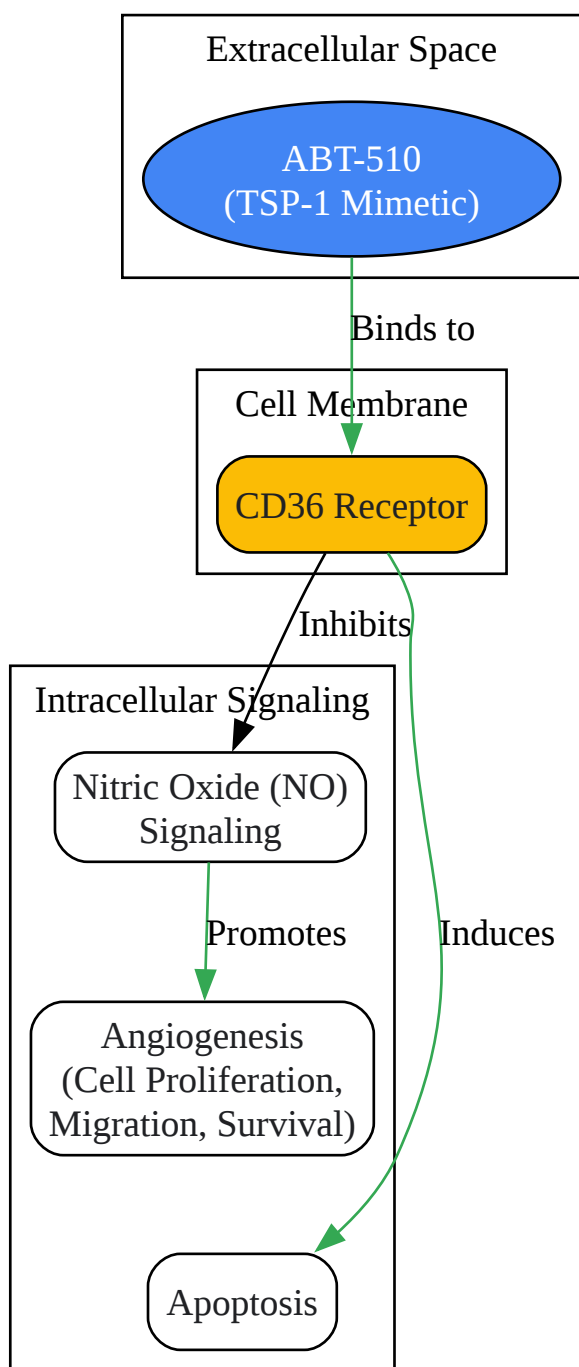 Extracellular Space
ABT-510
(TSP-1 Mimetic)
Binds to
Cell Membrane
CD36 Receptor
Inhibits
Intracellular Signaling
Nitric Oxide (NO)
Signaling
Promotes
Induces
Angiogenesis
(Cell Proliferation,
Migration, Survival)
Apoptosis